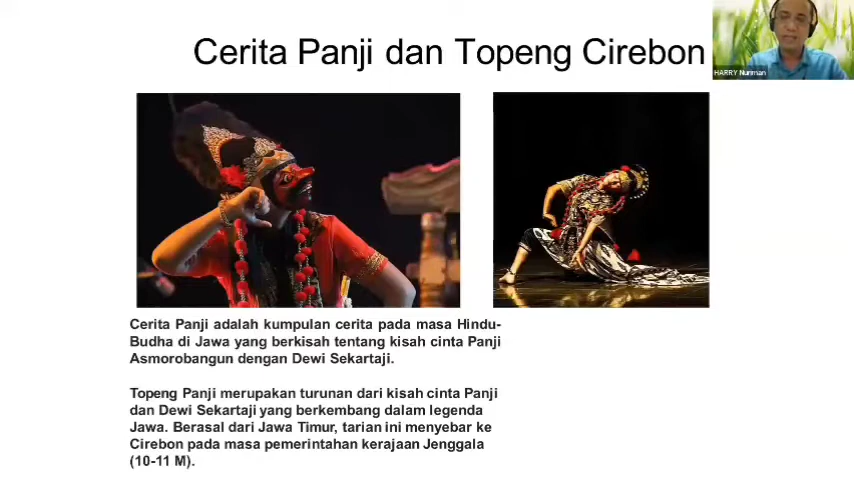 Cerita Panji dan Topeng Cirebon
HARRY Nuriman
Cerita Panji adalah kumpulan cerita pada masa Hindu-
Budha di Jawa yang berkisah tentang kisah cinta Panji
Asmorobangun dengan Dewi Sekartaji.
Topeng Panji merupakan turunan dari kisah cinta Panji
dan Dewi Sekartaji yang berkembang dalam legenda
Jawa. Berasal dari Jawa Timur, tarian ini menyebar ke
Cirebon pada masa pemerintahan kerajaan Jenggala
(10-11 M).